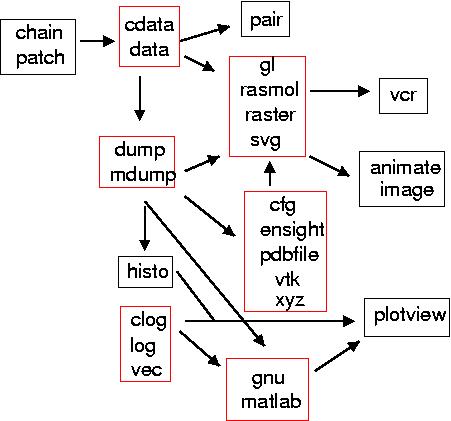 chain
patch
cdata
data
pair
gl
rasmol
raster
svg
vcr
dump
mdump
animate
image
cfg
ensight
pdbfile
vtk
xyz
histo
clog
log
vec
plotview
gnu
matlab